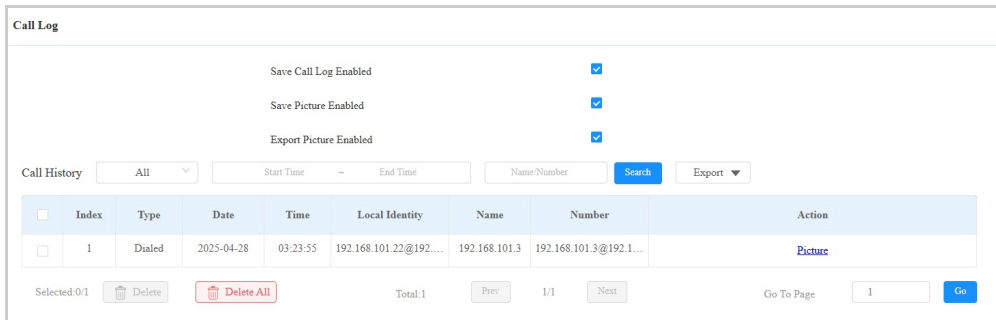 Call Log
Save Call Log Enabled
Save Picture Enabled
Export Picture Enabled
Call History All Start Time ~ End Time Name/Number Search Export
Index Type Date Time Local Identity Name Number Action
1 Dialed 2025-04-28 03:23:55 192.168.101.22@192.... 192.168.101.3 192.168.101.3@192.1... Picture
Selected:0/1 Delete Delete All Total:1 Prev 1/1 Next Go To Page 1 Go